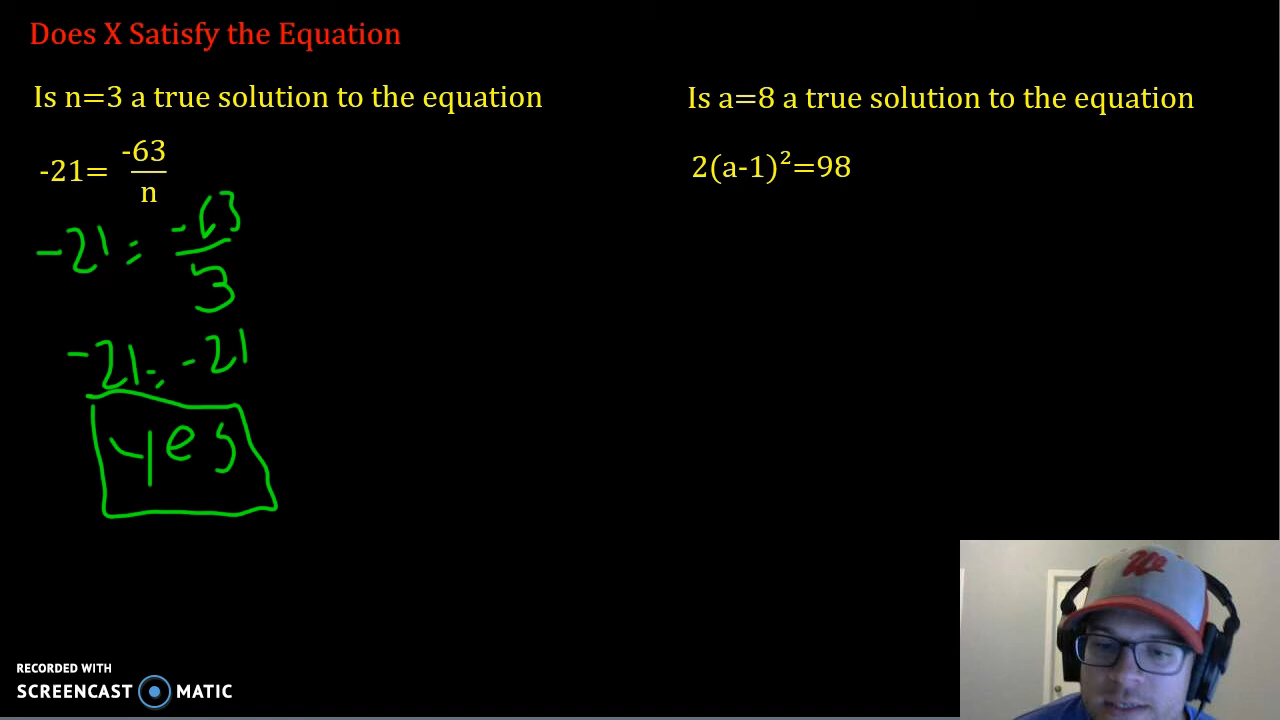 Does X Satisfy the Equation
Is n=3 a true solution to the equation
-21= -63/n
-21 = -63/3
-21 = -21
yes
Is a=8 a true solution to the equation
2(a-1)²=98
RECORDED WITH
SCREENCAST MATIC